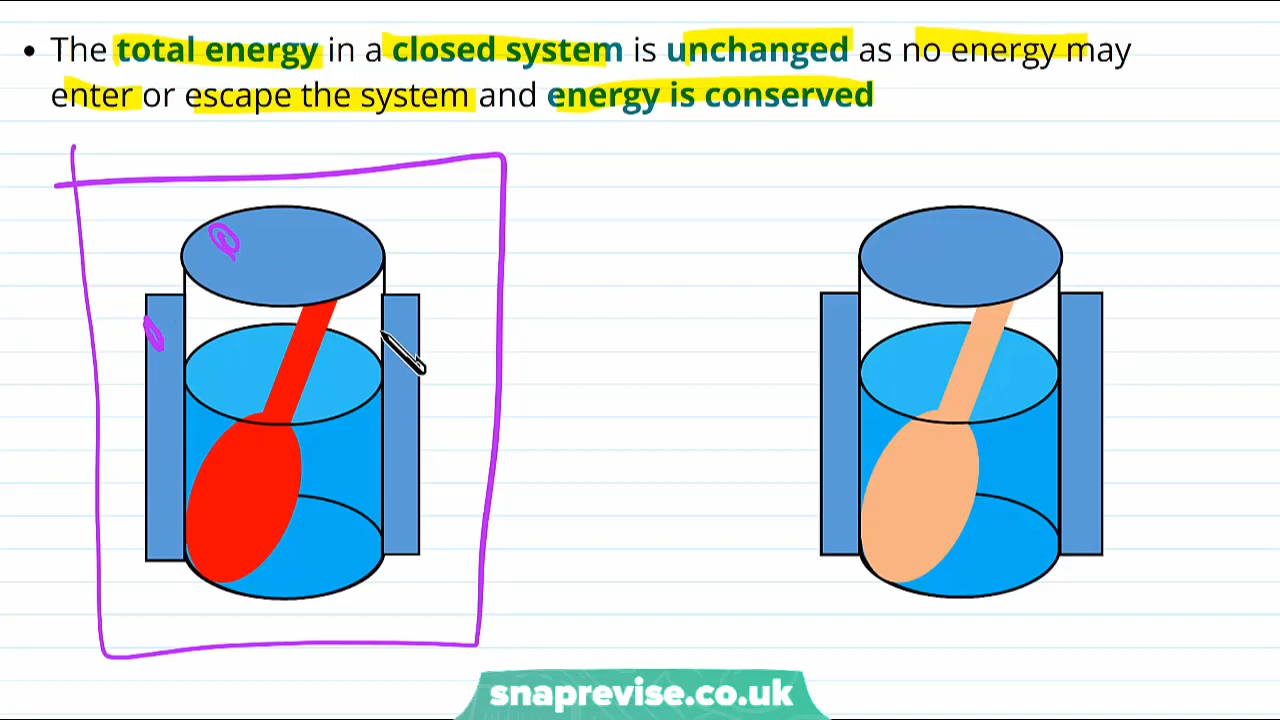 • The total energy in a closed system is unchanged as no energy may
enter or escape the system and energy is conserved
snaprevise.co.uk